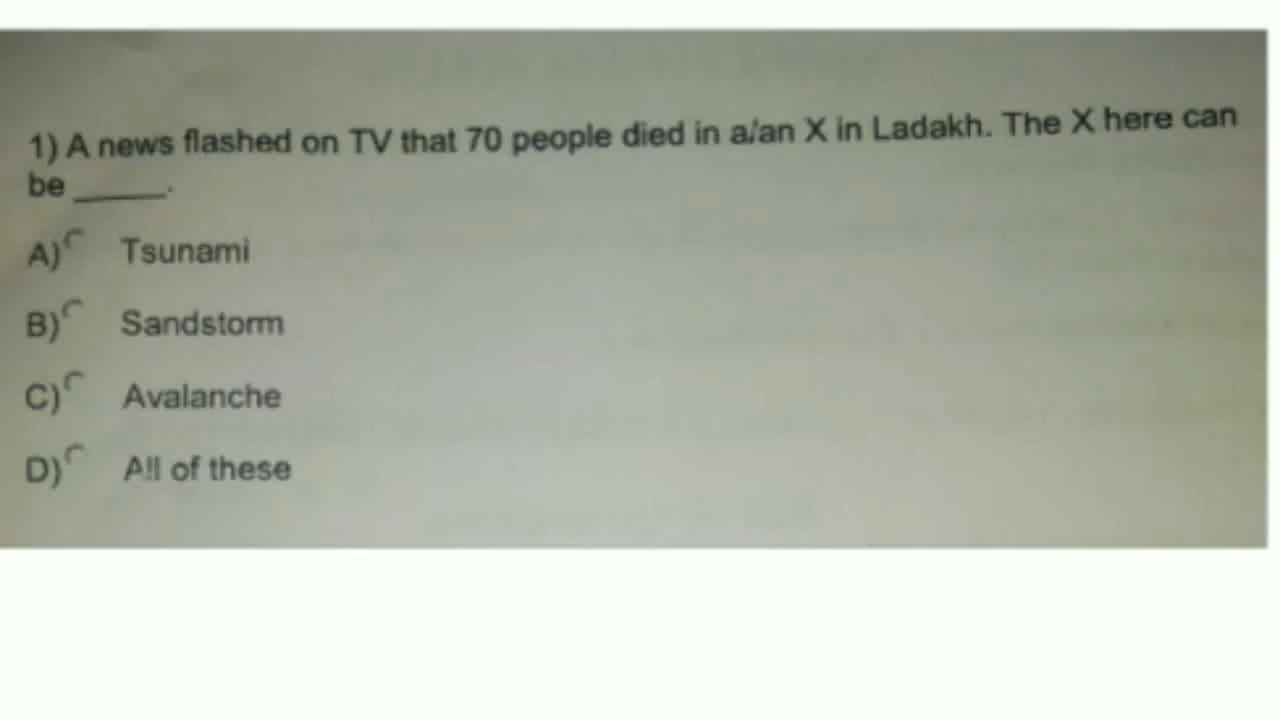 1) A news flashed on TV that 70 people died in a/an X in Ladakh. The X here can
be _____.
A) Tsunami
B) Sandstorm
C) Avalanche
D) All of these